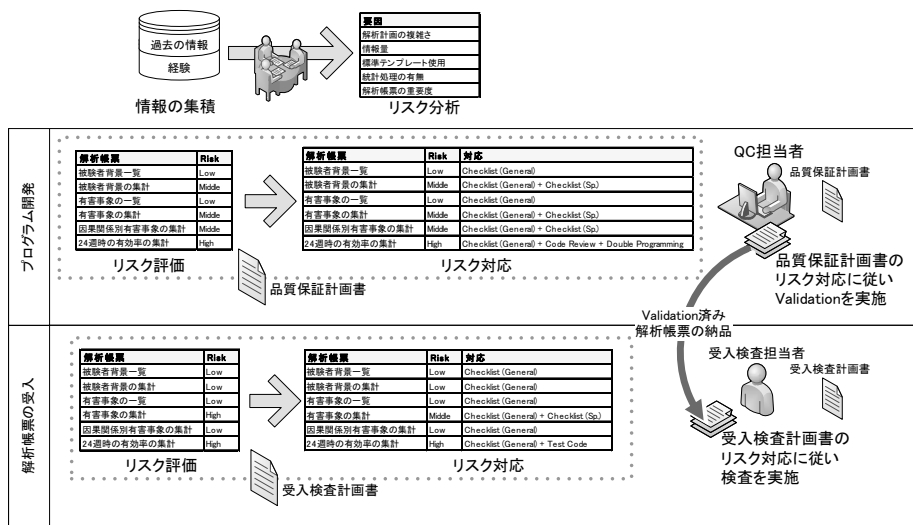 過去の情報
経験
情報の集積
要因
解析計画の複雑さ
情報量
標準テンプレート使用
統計処理の有無
解析帳票の重要度
リスク分析
プログラム開発
解析帳票 Risk
被験者背景一覧 Low
被験者背景の集計 Middle
有害事象の一覧 Low
有害事象の集計 Middle
因果関係別有害事象の集計 Middle
24週時の有効率の集計 High
リスク評価
品質保証計画書
解析帳票 Risk 対応
被験者背景一覧 Low Checklist(General)
被験者背景の集計 Middle Checklist(General) + Checklist(Sp.)
有害事象の一覧 Low Checklist(General)
有害事象の集計 Middle Checklist(General) + Checklist(Sp.)
因果関係別有害事象の集計 Middle Checklist(General) + Checklist(Sp.)
24週時の有効率の集計 High Checklist(General) + Code Review + Double Programming
リスク対応
QC担当者
品質保証計画書
品質保証計画書の
リスク対応に従い
Validationを実施
Validation済み
解析帳票の納品
解析帳票の受入
解析帳票 Risk
被験者背景一覧 Low
被験者背景の集計 Low
有害事象の一覧 Low
有害事象の集計 High
因果関係別有害事象の集計 Low
24週時の有効率の集計 High
リスク評価
受入検査計画書
解析帳票 Risk 対応
被験者背景一覧 Low Checklist(General)
被験者背景の集計 Low Checklist(General)
有害事象の一覧 Low Checklist(General)
有害事象の集計 Middle Checklist(General) + Checklist(Sp.)
因果関係別有害事象の集計 Low Checklist(General)
24週時の有効率の集計 High Checklist(General) + Test Code
リスク対応
受入検査担当者
受入検査計画書
受入検査計画書の
リスク対応に従い
検査を実施